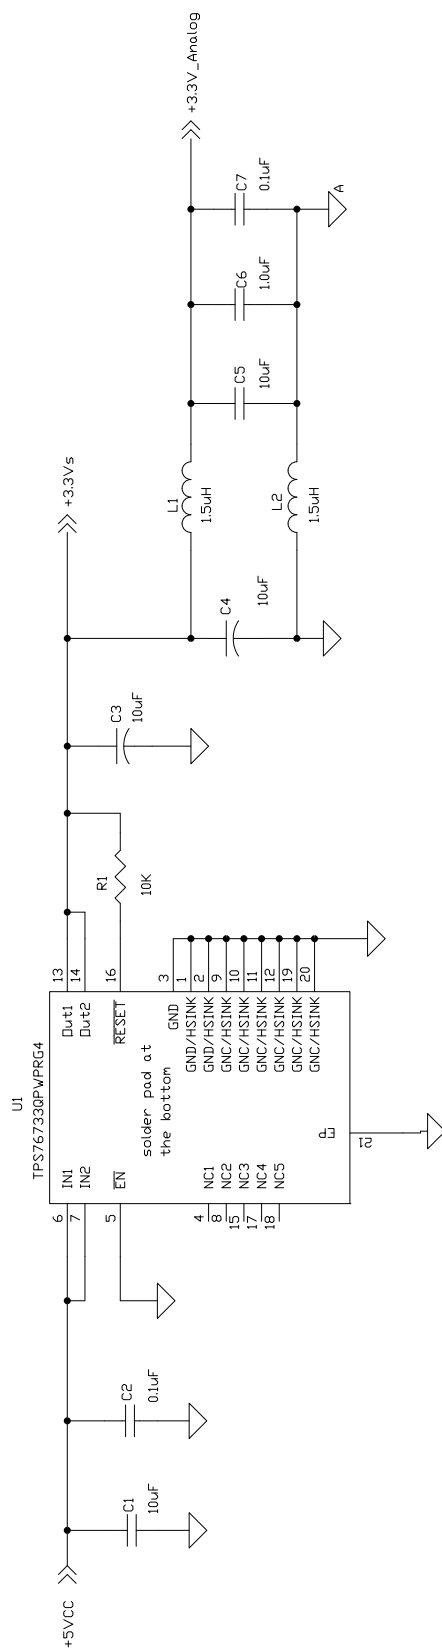 +5VCC
C1
10uF
C2
0.1uF
U1
TPS76733QPWPRG4
6
IN1
7
IN2
5
EN
4
NC1
8
NC2
15
NC3
17
NC4
18
NC5
solder pad at
the bottom
EP
21
Out1
13
Out2
14
RESET
16
GND
3
GND/HSINK
1
GND/HSINK
2
GNC/HSINK
9
GNC/HSINK
10
GNC/HSINK
11
GNC/HSINK
12
GNC/HSINK
19
GNC/HSINK
20
R1
10K
C3
10uF
+3.3Vs
C4
10uF
L1
1.5uH
L2
1.5uH
C5
10uF
C6
1.0uF
C7
0.1uF
A
+3.3V_Analog